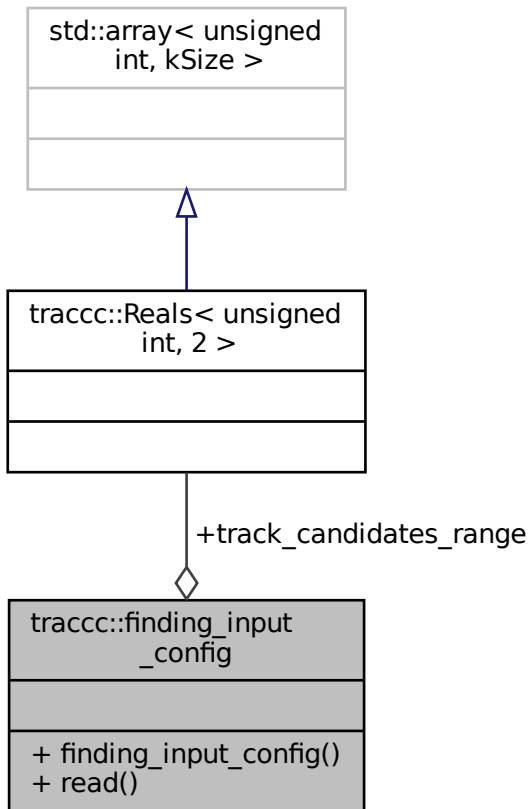 std::array< unsigned
int, kSize >
traccc::Reals< unsigned
int, 2 >
+track_candidates_range
traccc::finding_input
_config
+ finding_input_config()
+ read()